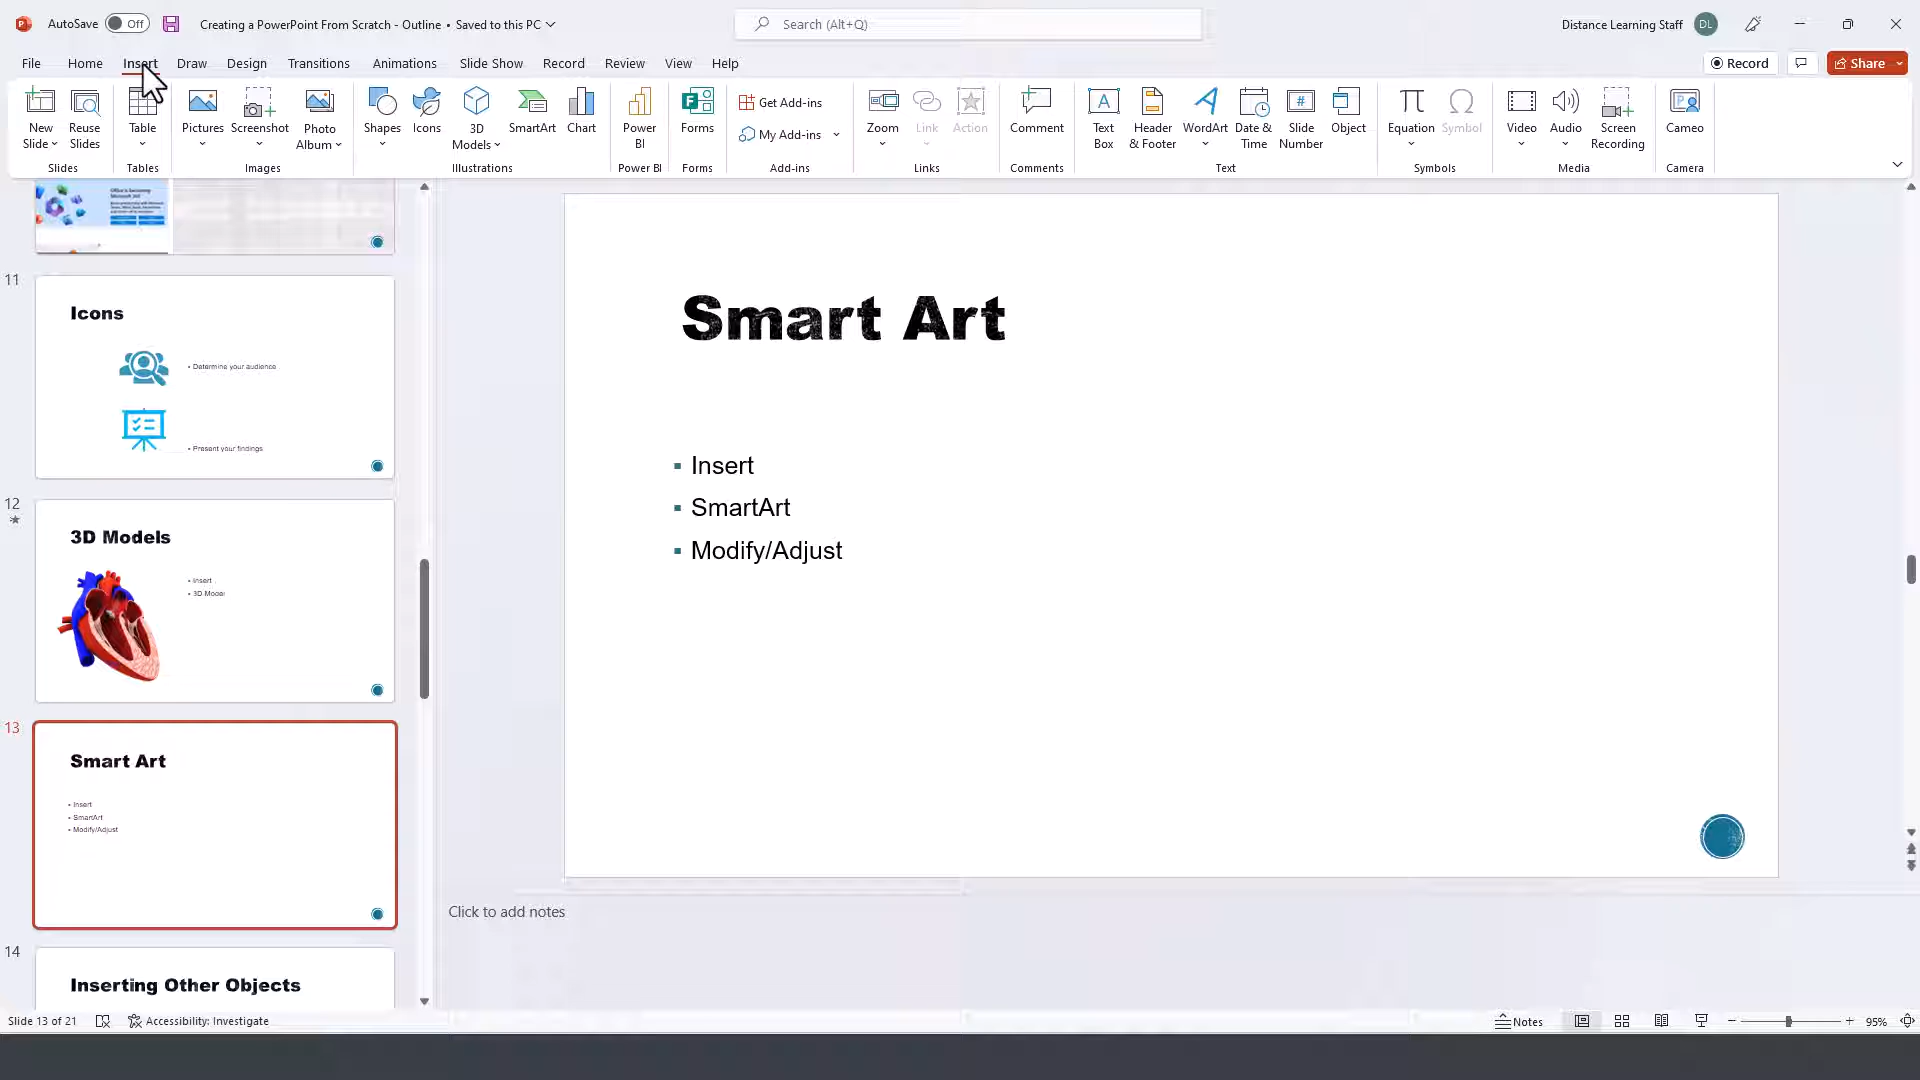 AutoSave Off Creating a PowerPoint From Scratch - Outline • Saved to this PC Search (Alt+Q) Distance Learning Staff DL
File Home Insert Draw Design Transitions Animations Slide Show Record Review View Help Record Share
New Slide Reuse Slides Table Pictures Screenshot Photo Album Shapes Icons 3D Models SmartArt Chart Power BI Forms Get Add-ins My Add-ins Zoom Link Action Comment Text Box Header & Footer WordArt Date & Time Slide Number Object Equation Symbol Video Audio Screen Recording Cameo
Slides Tables Images Illustrations Power BI Forms Add-ins Links Comments Text Symbols Media Camera
11
Icons
• Determine your audience
• Present your findings
12
3D Models
• Insert
• 3D Model
13
Smart Art
• Insert
• SmartArt
• Modify/Adjust
14
Inserting Other Objects
Smart Art
▪ Insert
▪ SmartArt
▪ Modify/Adjust
Click to add notes
Slide 13 of 21 Accessibility: Investigate Notes 95%